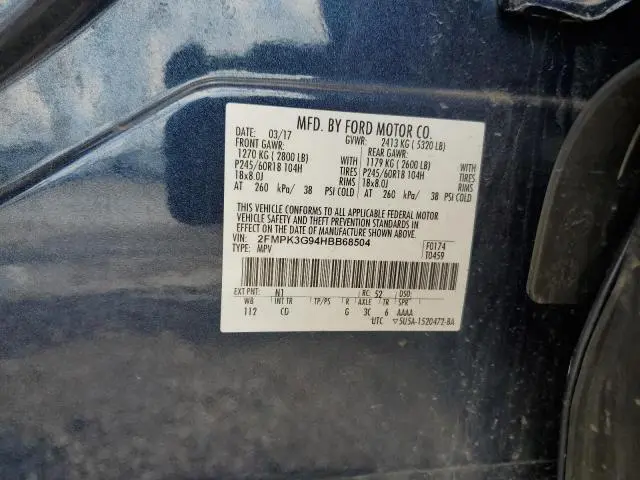 MFD. BY FORD MOTOR CO.
DATE: 03/17 GVWR: 2413 KG ( 5320 LB)
FRONT GAWR: REAR GAWR:
1270 KG ( 2800 LB) 1179 KG ( 2600 LB)
P245/60R18 104H TIRES P245/60R18 104H TIRES
18x8.0J RIMS 18x8.0J RIMS
AT 260 kPa/ 38 PSI COLD AT 260 kPa/ 38 PSI COLD
THIS VEHICLE CONFORMS TO ALL APPLICABLE FEDERAL MOTOR
VEHICLE SAFETY AND THEFT PREVENTION STANDARDS IN
EFFECT ON THE DATE OF MANUFACTURE SHOWN ABOVE.
VIN: 2FMPK3G94HBB68504 F0174
TYPE: MPV T0459
EXT PNT: N1 RC: 52 DSO:
WB INT TR TP/PS R AXLE TR SPR
112 CD G 3C 6 AAAA
UTC ▽5U5A-1520472-BA